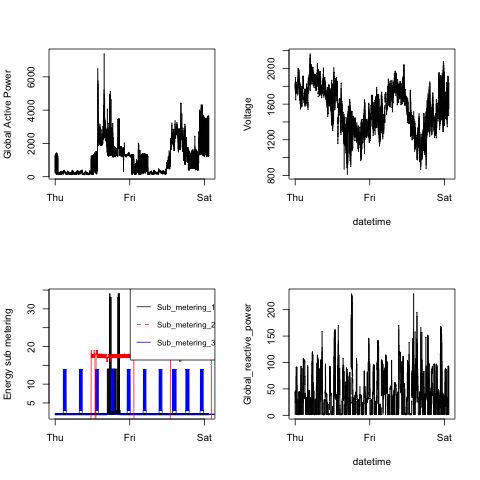 Global Active Power
0 2000 4000 6000
Thu Fri Sat
Voltage
800 1200 1600 2000
Thu Fri Sat
datetime
Energy sub metering
5 10 20 30
Thu Fri Sat
Sub_metering_1
Sub_metering_2
Sub_metering_3
Global_reactive_power
0 50 100 150 200
Thu Fri Sat
datetime